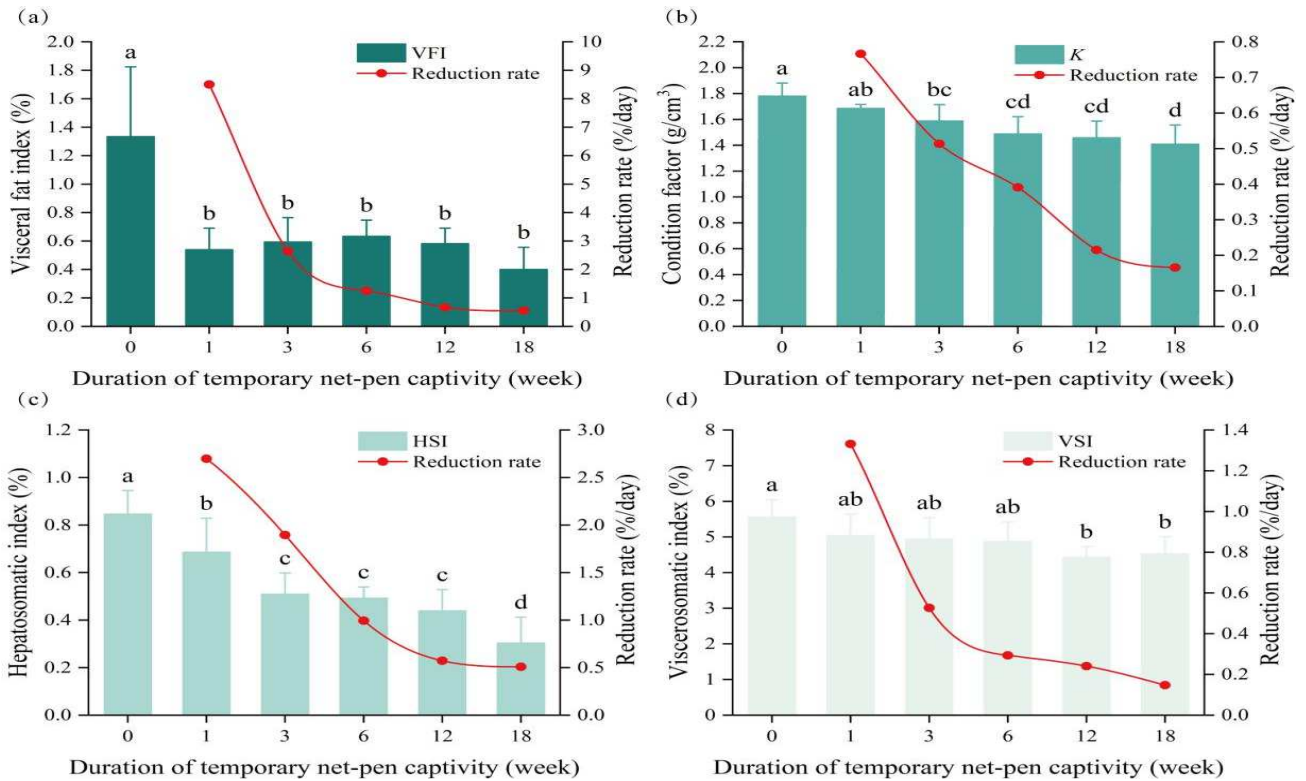 (a)
VFI
Reduction rate
Visceral fat index (%)
2.0
1.8
1.6
1.4
1.2
1.0
0.8
0.6
0.4
0.2
0.0
a b b b b b
10
9
8
7
6
5
4
3
2
1
0
Reduction rate (%/day)
0 1 3 6 12 18
Duration of temporary net-pen captivity (week)
(b)
K
Reduction rate
Condition factor (g/cm³)
2.2
2.0
1.8
1.6
1.4
1.2
1.0
0.8
0.6
0.4
0.2
0.0
a ab bc cd cd d
0.8
0.7
0.6
0.5
0.4
0.3
0.2
0.1
0.0
Reduction rate (%/day)
0 1 3 6 12 18
Duration of temporary net-pen captivity (week)
(c)
HSI
Reduction rate
Hepatosomatic index (%)
1.2
1.0
0.8
0.6
0.4
0.2
0.0
a b c c c d
3.0
2.5
2.0
1.5
1.0
0.5
0.0
Reduction rate (%/day)
0 1 3 6 12 18
Duration of temporary net-pen captivity (week)
(d)
VSI
Reduction rate
Viscerosomatic index (%)
8
7
6
5
4
3
2
1
0
a ab ab ab b b
1.4
1.2
1.0
0.8
0.6
0.4
0.2
0.0
Reduction rate (%/day)
0 1 3 6 12 18
Duration of temporary net-pen captivity (week)